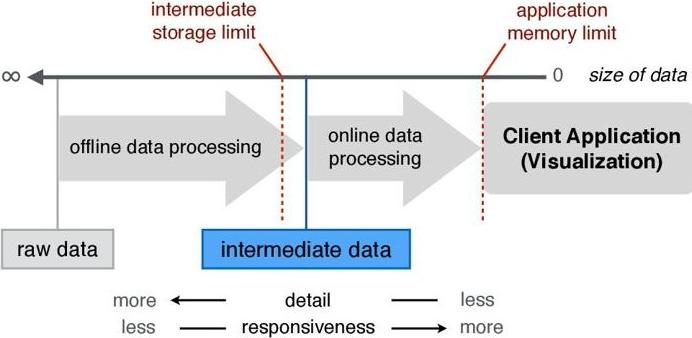 intermediate
storage limit
application
memory limit
∞
0
size of data
offline data processing
online data
processing
Client Application
(Visualization)
raw data
intermediate data
more
detail
less
less
responsiveness
more